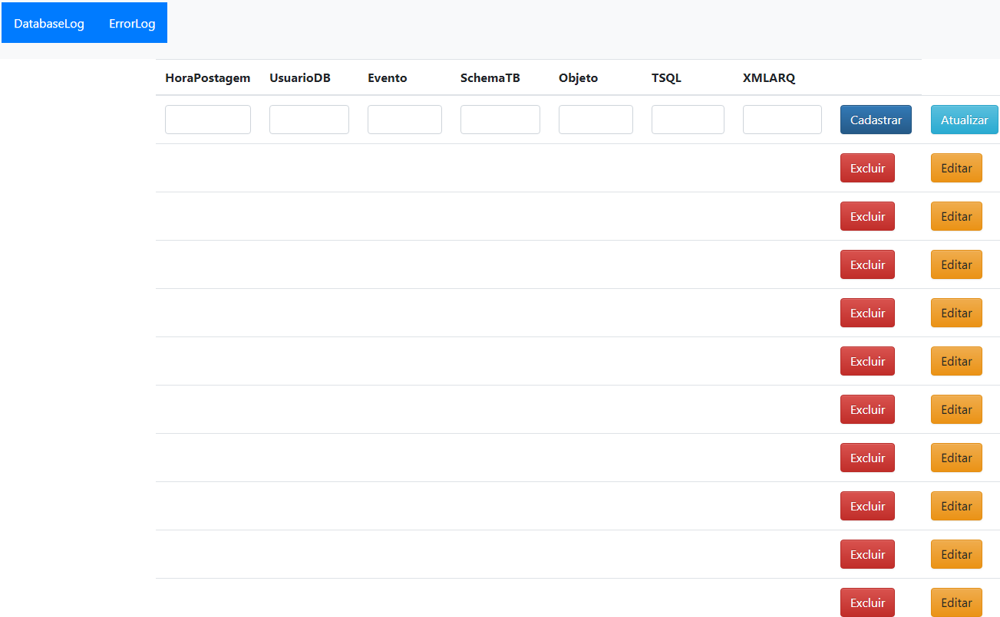 DatabaseLog ErrorLog
HoraPostagem UsuarioDB Evento SchemaTB Objeto TSQL XMLARQ
Cadastrar Atualizar
Excluir Editar
Excluir Editar
Excluir Editar
Excluir Editar
Excluir Editar
Excluir Editar
Excluir Editar
Excluir Editar
Excluir Editar
Excluir Editar